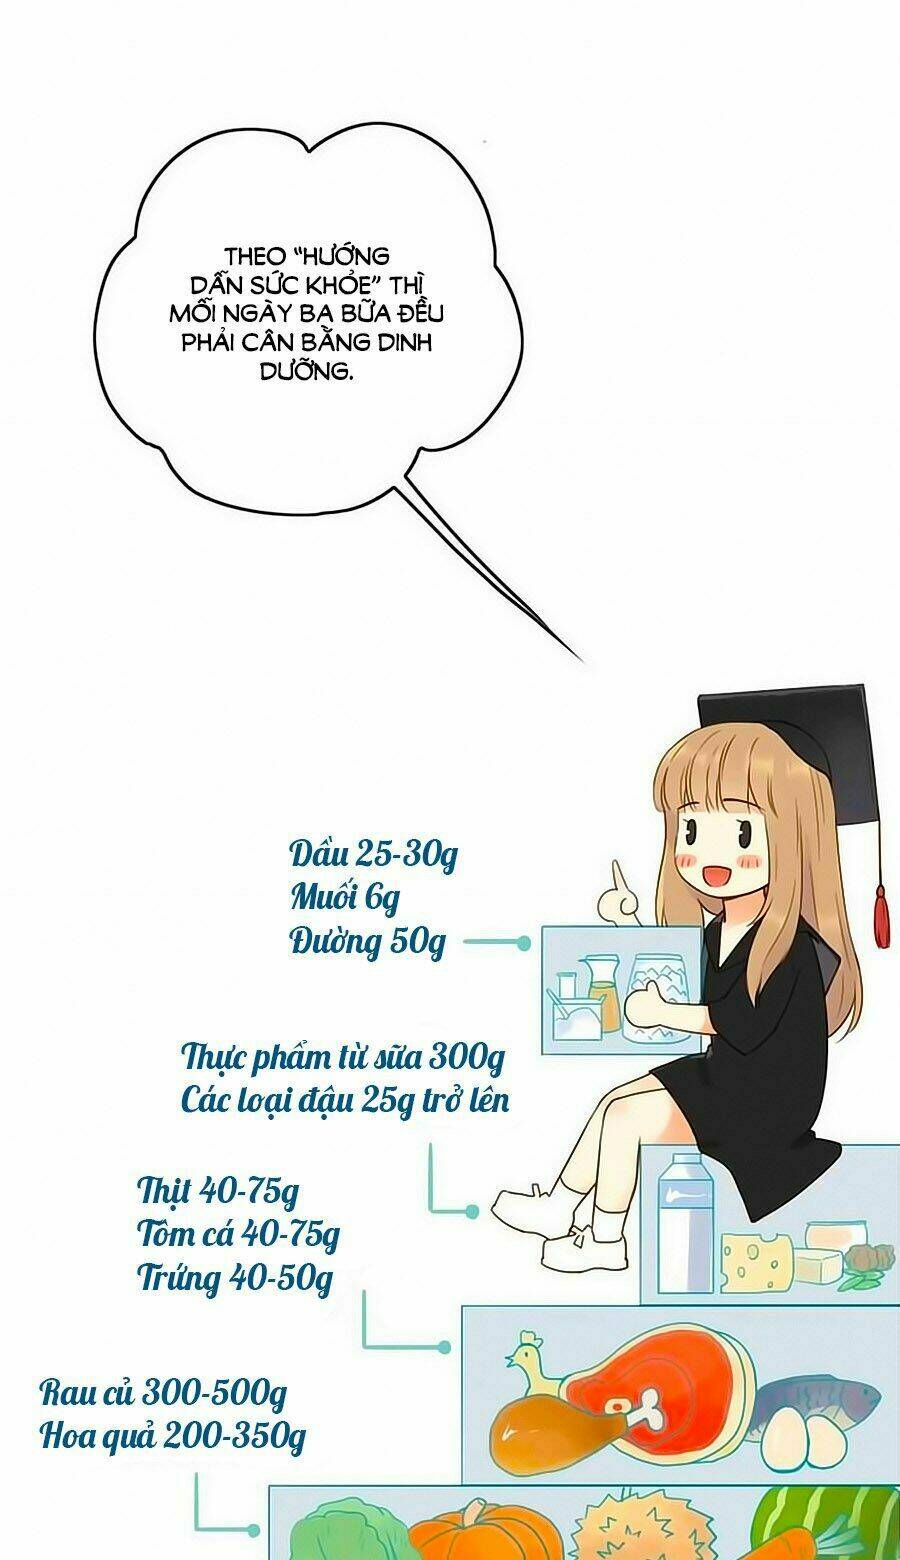 THEO “HƯỚNG
DẪN SỨC KHỎE” THÌ
MỖI NGÀY BA BỮA ĐỀU
PHẢI CÂN BẰNG DINH
DƯỠNG.
Dầu 25-30g
Muối 6g
Đường 50g
Thực phẩm từ sữa 300g
Các loại đậu 25g trở lên
Thịt 40-75g
Tôm cá 40-75g
Trứng 40-50g
Rau củ 300-500g
Hoa quả 200-350g